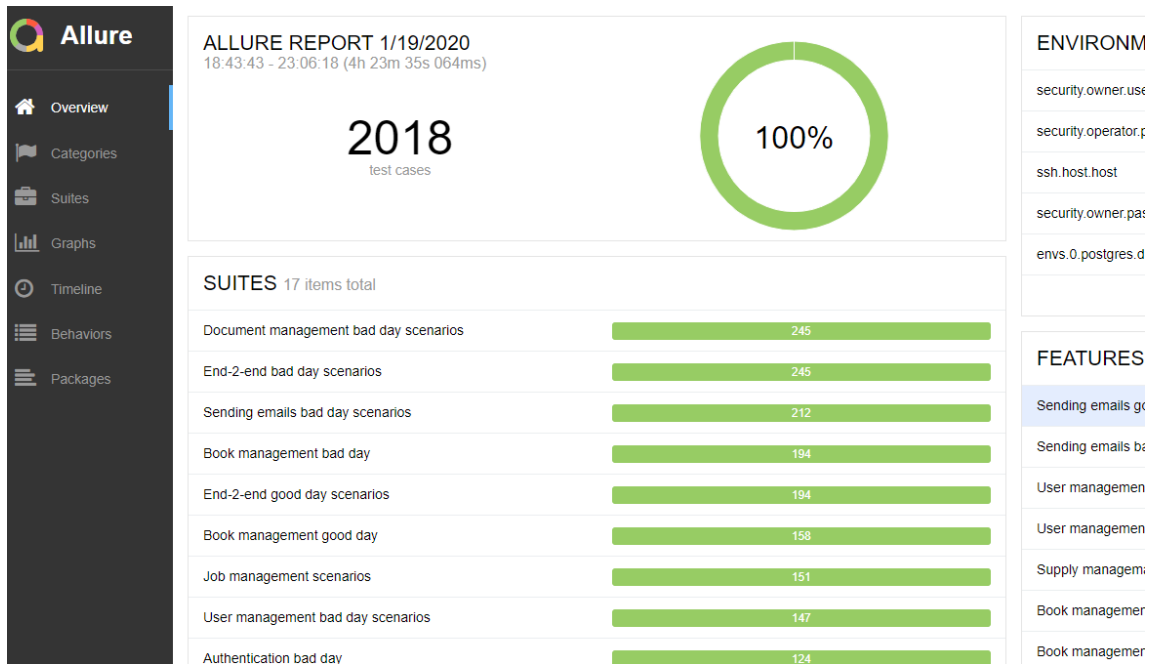 Allure
Overview
Categories
Suites
Graphs
Timeline
Behaviors
Packages
ALLURE REPORT 1/19/2020
18:43:43 - 23:06:18 (4h 23m 35s 064ms)
2018
test cases
100%
SUITES 17 items total
Document management bad day scenarios 245
End-2-end bad day scenarios 245
Sending emails bad day scenarios 212
Book management bad day 194
End-2-end good day scenarios 194
Book management good day 158
Job management scenarios 151
User management bad day scenarios 147
Authentication bad day 124
ENVIRONM
security.owner.use
security.operator.p
ssh.host.host
security.owner.pas
envs.0.postgres.d
FEATURES
Sending emails go
Sending emails ba
User managemen
User managemen
Supply managema
Book managemer
Book managemer